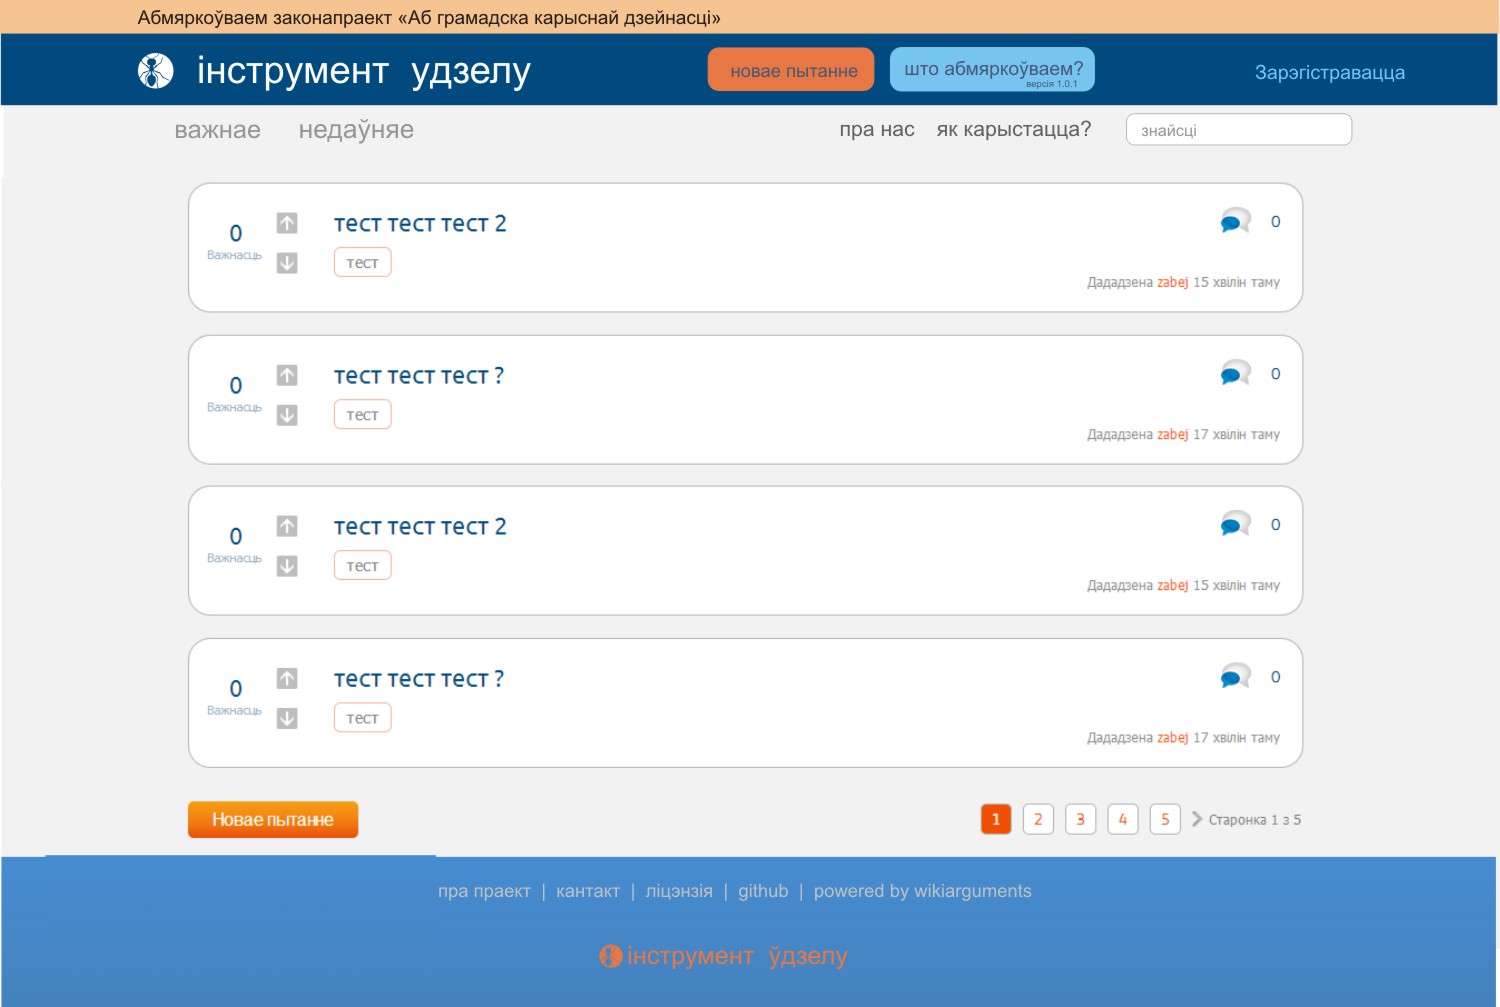 Абмяркоўваем законапраект «Аб грамадска карыснай дзейнасці»
інструмент удзелу
новае пытанне
што абмяркоўваем?
версія 1.0.1
Зарэгістравацца
важнае недаўняе
пра нас як карыстацца?
знайсці
0
Важнасць
тест тест тест 2
тест
0
Дададзена zabej 15 хвілін таму
0
Важнасць
тест тест тест ?
тест
0
Дададзена zabej 17 хвілін таму
0
Важнасць
тест тест тест 2
тест
0
Дададзена zabej 15 хвілін таму
0
Важнасць
тест тест тест ?
тест
0
Дададзена zabej 17 хвілін таму
Новае пытанне
1 2 3 4 5 Старонка 1 з 5
пра праект | кантакт | ліцэнзія | github | powered by wikiarguments
інструмент ўдзелу